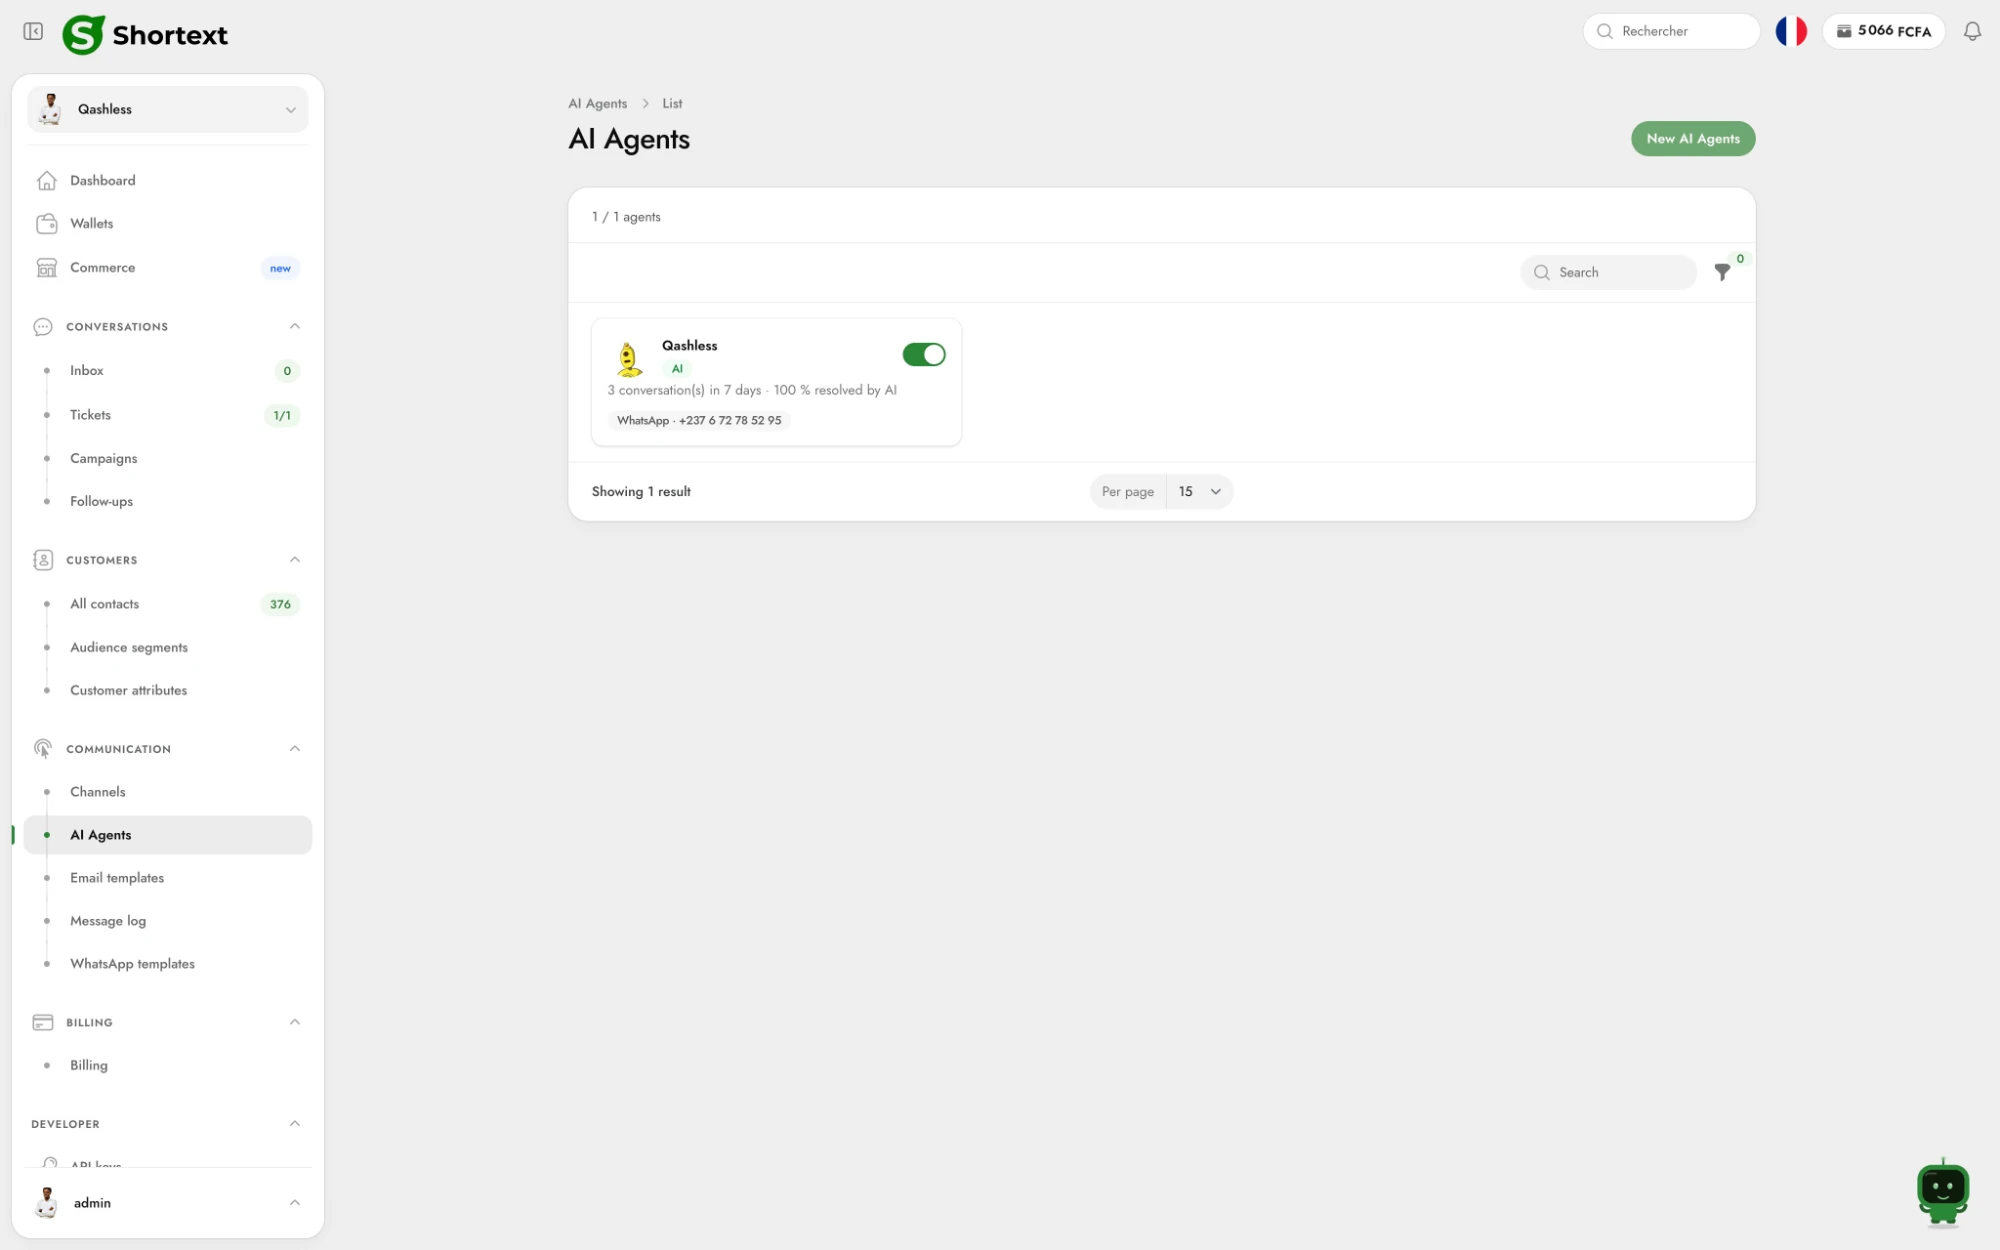 Shortext
Rechercher
5 066 FCFA
Qashless
Dashboard
Wallets
Commerce new
CONVERSATIONS
Inbox 0
Tickets 1/1
Campaigns
Follow-ups
CUSTOMERS
All contacts 376
Audience segments
Customer attributes
COMMUNICATION
Channels
AI Agents
Email templates
Message log
WhatsApp templates
BILLING
Billing
DEVELOPER
API keys
admin
AI Agents > List
AI Agents
New AI Agents
1 / 1 agents
Search
0
Qashless
AI
3 conversation(s) in 7 days · 100 % resolved by AI
WhatsApp · +237 6 72 78 52 95
Showing 1 result
Per page 15